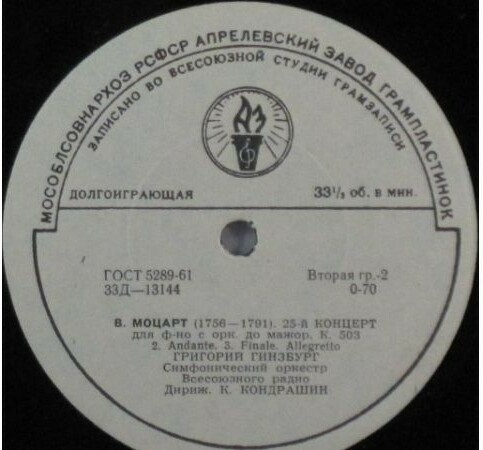 МОСОБЛСОВНАРХОЗ РСФСР АПРЕЛЕВСКИЙ ЗАВОД ГРАМПЛАСТИНОК
ЗАПИСАНО ВО ВСЕСОЮЗНОЙ СТУДИИ ГРАМЗАПИСИ
АЗ
ДОЛГОИГРАЮЩАЯ 33⅓ об. в мин.
ГОСТ 5289-61 Вторая гр.-2
33Д—13144 0-70
В. МОЦАРТ (1756—1791). 25-й КОНЦЕРТ
для ф-но с орк. до мажор, К. 503
2. Andante. 3. Finale. Allegretto
ГРИГОРИЙ ГИНЗБУРГ
Симфонический оркестр
Всесоюзного радио
Дириж. К. КОНДРАШИН